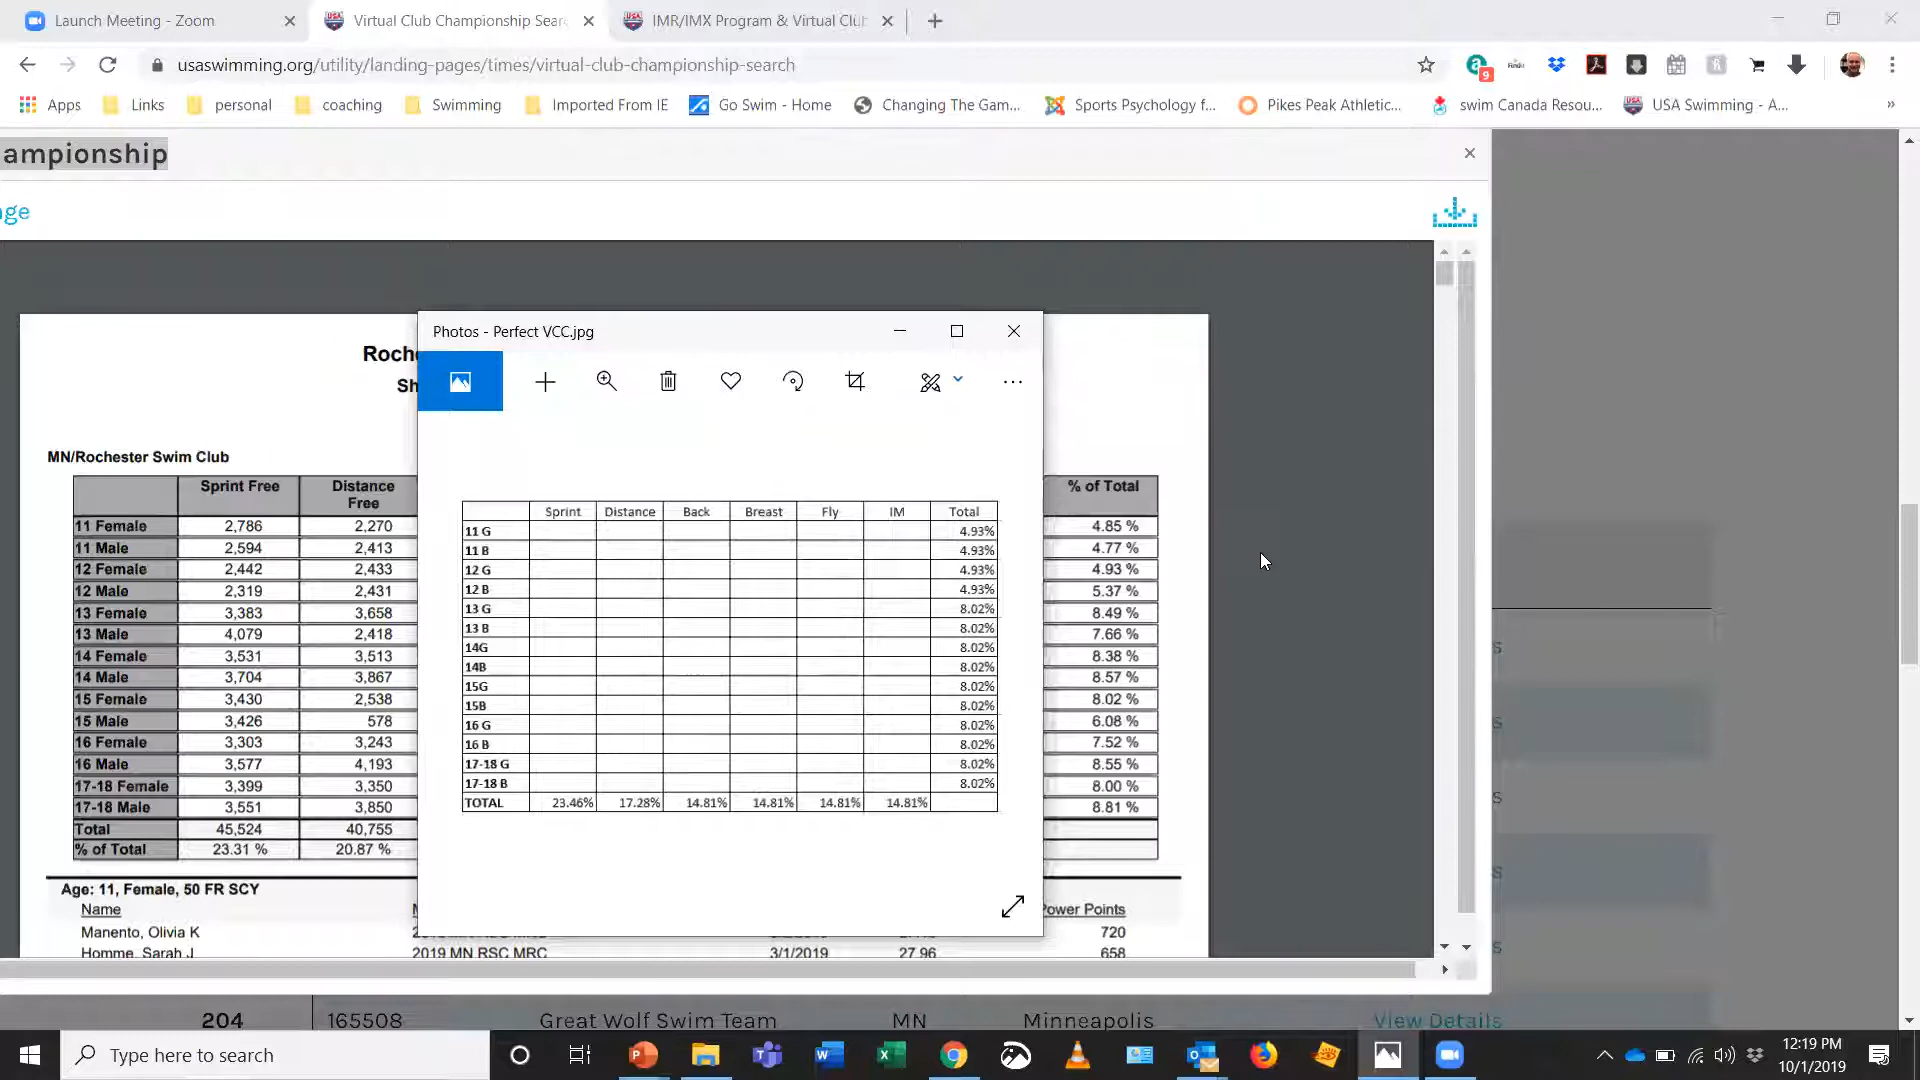 Launch Meeting - Zoom
Virtual Club Championship Sear
IMR/IMX Program & Virtual Clu
usaswimming.org/utility/landing-pages/times/virtual-club-championship-search
9
Apps Links personal coaching Swimming Imported From IE Go Swim - Home Changing The Gam... Sports Psychology f... Pikes Peak Athletic... swim Canada Resou... USA Swimming - A... »
ampionship
nge
Roche
Sh
MN/Rochester Swim Club
Sprint Free Distance Free % of Total
11 Female 2,786 2,270 4.85 %
11 Male 2,594 2,413 4.77 %
12 Female 2,442 2,433 4.93 %
12 Male 2,319 2,431 5.37 %
13 Female 3,383 3,658 8.49 %
13 Male 4,079 2,418 7.66 %
14 Female 3,531 3,513 8.38 %
14 Male 3,704 3,867 8.57 %
15 Female 3,430 2,538 8.02 %
15 Male 3,426 578 6.08 %
16 Female 3,303 3,243 7.52 %
16 Male 3,577 4,193 8.55 %
17-18 Female 3,399 3,350 8.00 %
17-18 Male 3,551 3,850 8.81 %
Total 45,524 40,755
% of Total 23.31 % 20.87 %
Age: 11, Female, 50 FR SCY
Name Power Points
Manento, Olivia K 720
Homme, Sarah J 2019 MN RSC MRC 3/1/2019 27.96 658
Photos - Perfect VCC.jpg
Sprint Distance Back Breast Fly IM Total
11 G 4.93%
11 B 4.93%
12 G 4.93%
12 B 4.93%
13 G 8.02%
13 B 8.02%
14G 8.02%
14B 8.02%
15G 8.02%
15B 8.02%
16 G 8.02%
16 B 8.02%
17-18 G 8.02%
17-18 B 8.02%
TOTAL 23.46% 17.28% 14.81% 14.81% 14.81% 14.81%
204 165508 Great Wolf Swim Team MN Minneapolis View Details
Type here to search
12:19 PM
10/1/2019